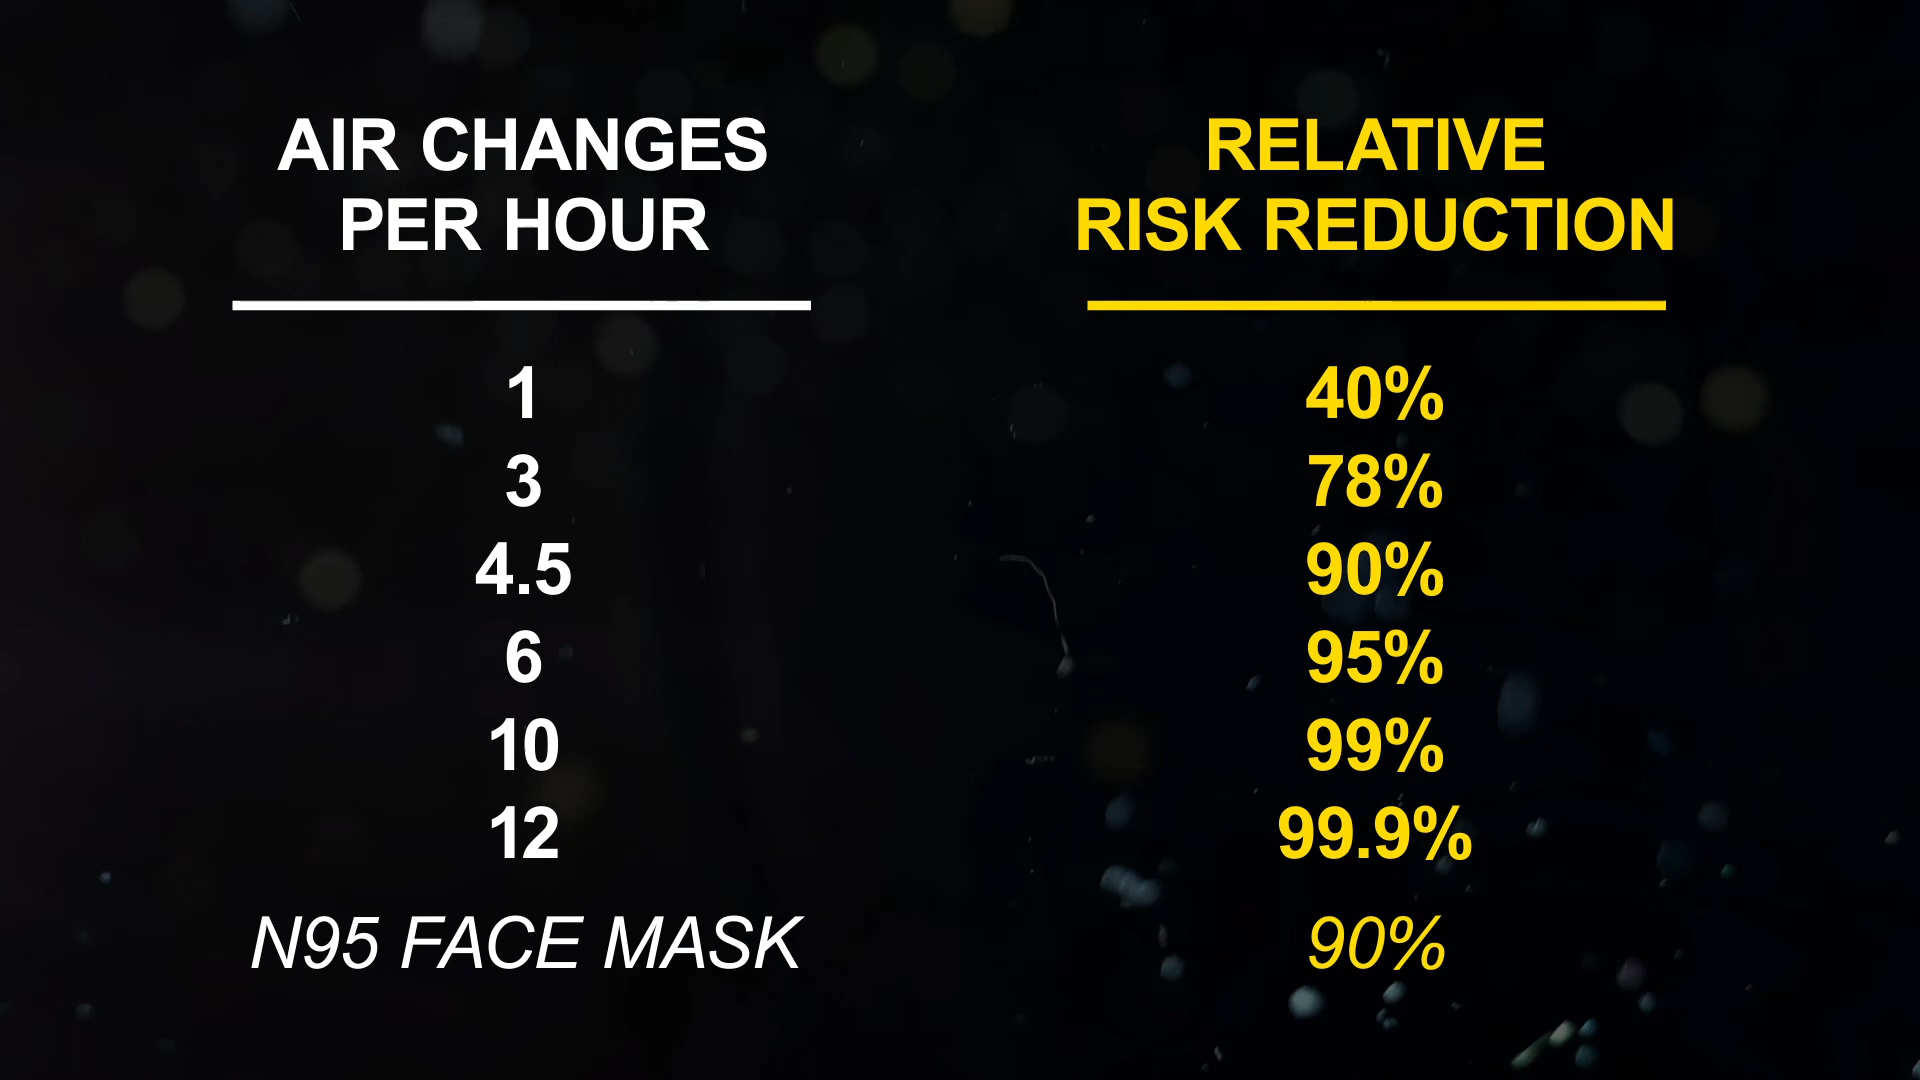 AIR CHANGES
PER HOUR
RELATIVE
RISK REDUCTION
1 40%
3 78%
4.5 90%
6 95%
10 99%
12 99.9%
N95 FACE MASK 90%